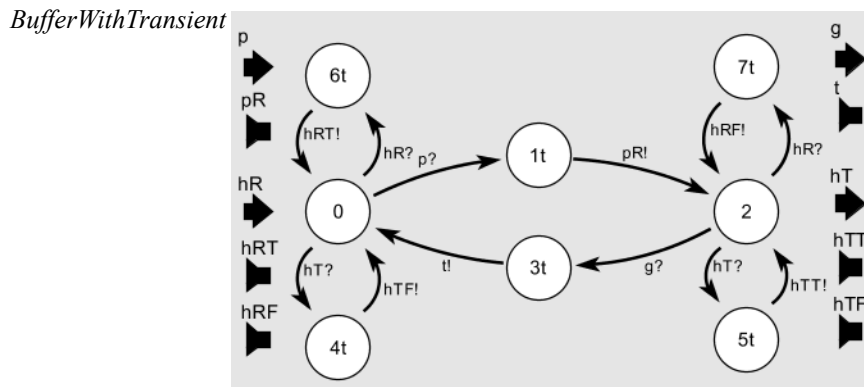 BufferWithTransient
p
g
6t
7t
pR
t
hRT!
hR?
hRF!
hR?
p?
1t
pR!
hR
0
2
hT
hRT
hT?
hTF!
t!
3t
g?
hT?
hTT!
hTT
hRF
4t
5t
hTF